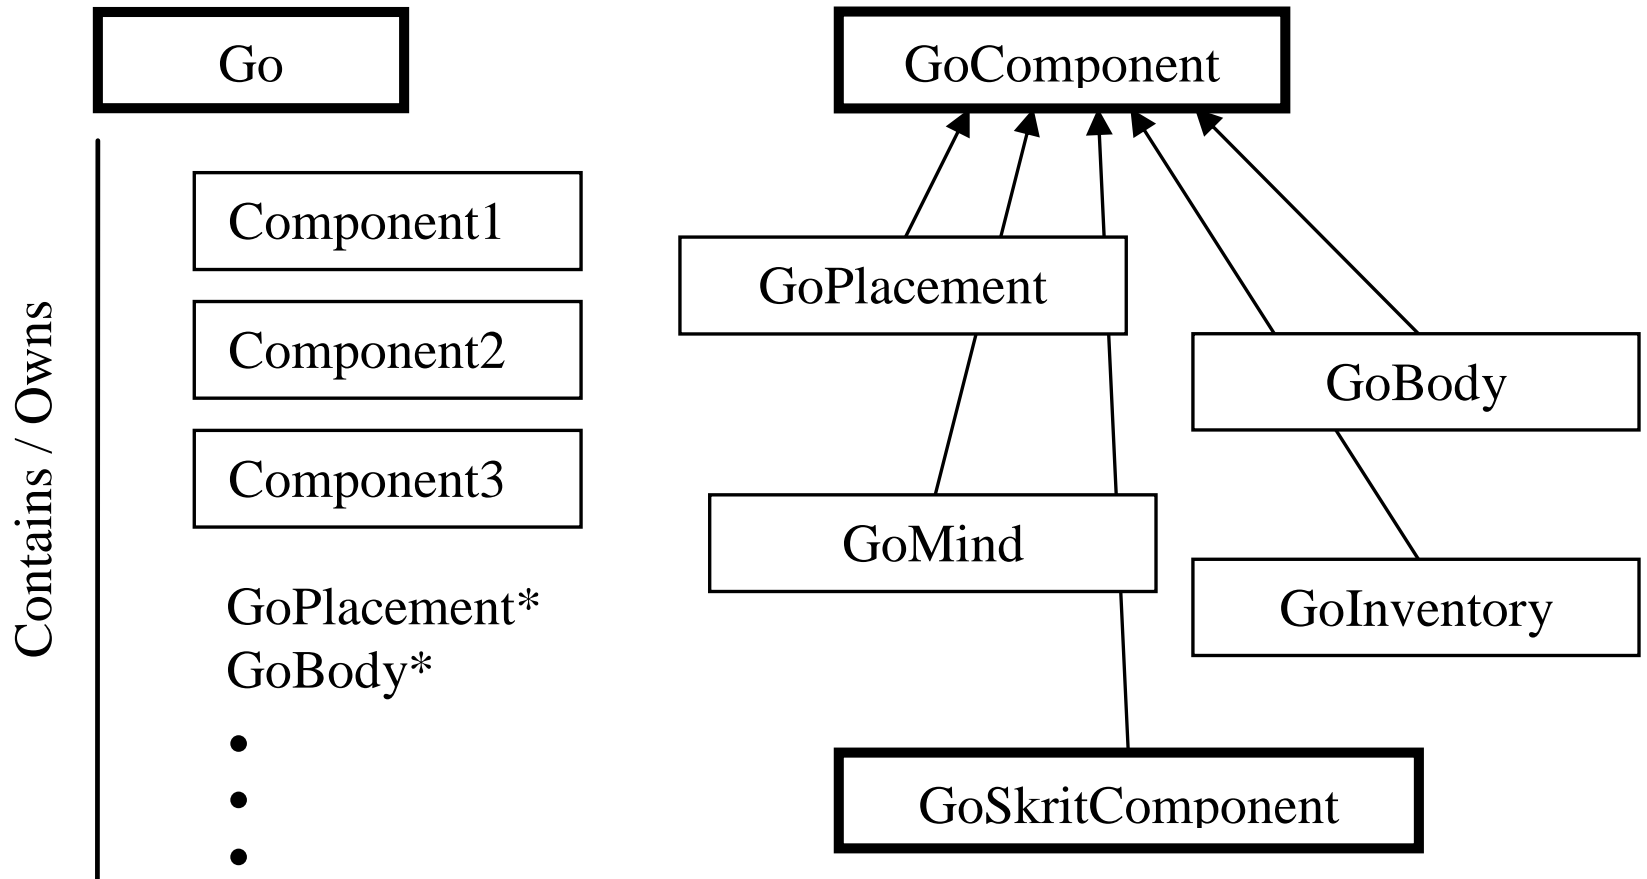 Go
Contains / Owns
Component1
Component2
Component3
GoPlacement*
GoBody*
GoComponent
GoPlacement
GoBody
GoMind
GoInventory
GoSkritComponent